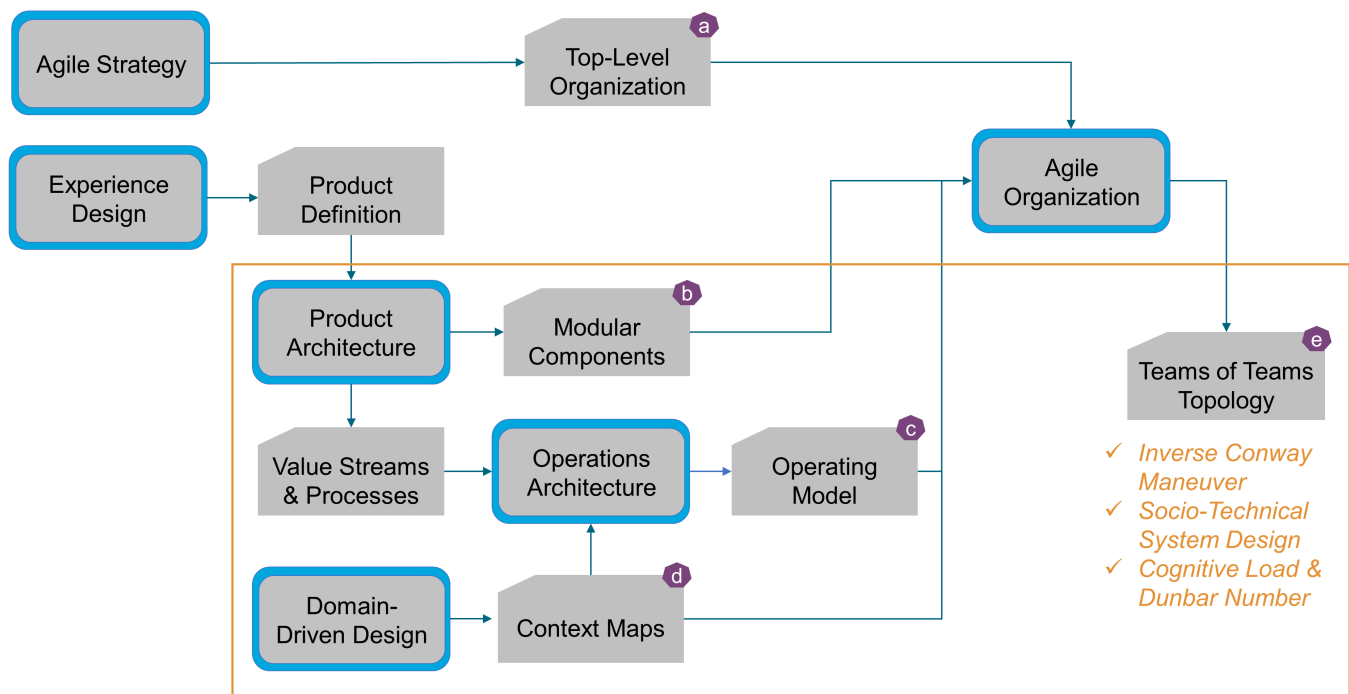 Agile Strategy
a
Top-Level
Organization
Experience
Design
Product
Definition
Agile
Organization
Product
Architecture
b
Modular
Components
e
Teams of Teams
Topology
Value Streams
& Processes
Operations
Architecture
c
Operating
Model
✓ Inverse Conway
Maneuver
✓ Socio-Technical
System Design
✓ Cognitive Load &
Dunbar Number
Domain-
Driven Design
d
Context Maps